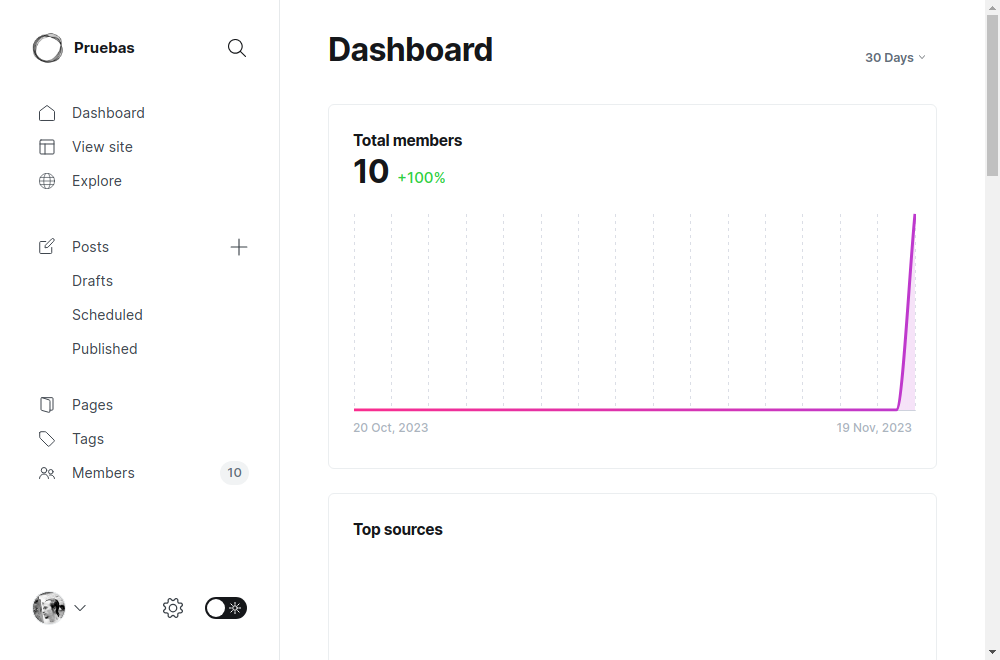 Pruebas
Dashboard
View site
Explore
Posts
Drafts
Scheduled
Published
Pages
Tags
Members 10
Dashboard
30 Days
Total members
10 +100%
20 Oct, 2023 19 Nov, 2023
Top sources